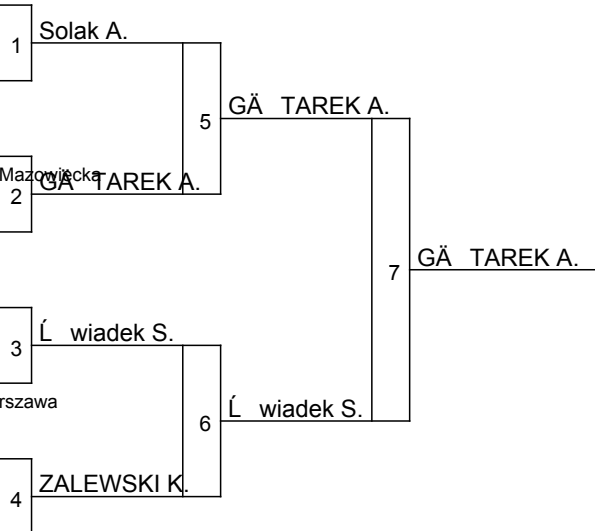 1 Solak A.
5 GÄ TAREK A.
Mazowiecka
2 GÄ TAREK A.
7 GÄ TAREK A.
3 Ĺ wiadek S.
rszawa
6 Ĺ wiadek S.
4 ZALEWSKI K.